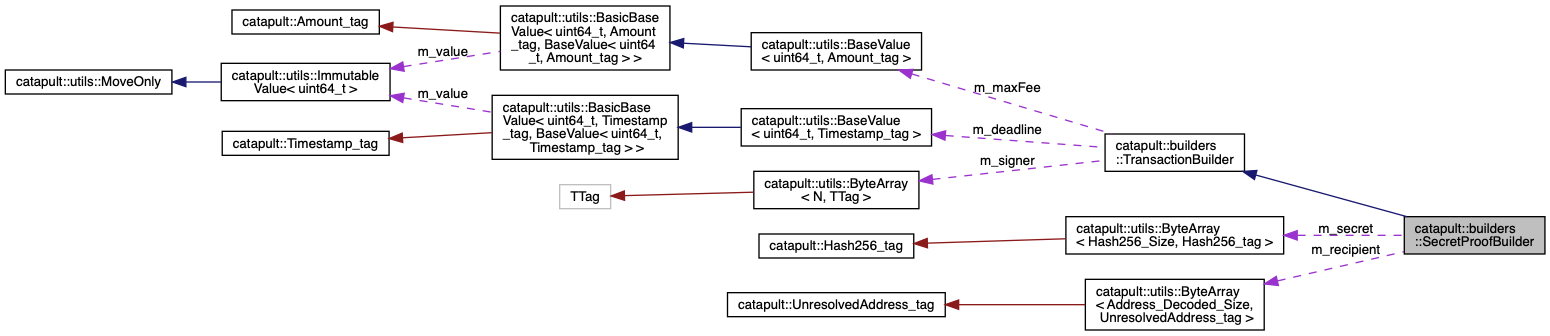 catapult::Amount_tag
catapult::utils::BasicBase
Value< uint64_t, Amount
_tag, BaseValue< uint64
_t, Amount_tag > >
catapult::utils::BaseValue
< uint64_t, Amount_tag >
m_value
catapult::utils::MoveOnly
catapult::utils::Immutable
Value< uint64_t >
m_value
m_maxFee
catapult::utils::BasicBase
Value< uint64_t, Timestamp
_tag, BaseValue< uint64_t,
Timestamp_tag > >
catapult::utils::BaseValue
< uint64_t, Timestamp_tag >
m_deadline
catapult::Timestamp_tag
catapult::builders
::TransactionBuilder
m_signer
TTag
catapult::utils::ByteArray
< N, TTag >
catapult::Hash256_tag
catapult::utils::ByteArray
< Hash256_Size, Hash256_tag >
m_secret
catapult::builders
::SecretProofBuilder
m_recipient
catapult::UnresolvedAddress_tag
catapult::utils::ByteArray
< Address_Decoded_Size,
UnresolvedAddress_tag >